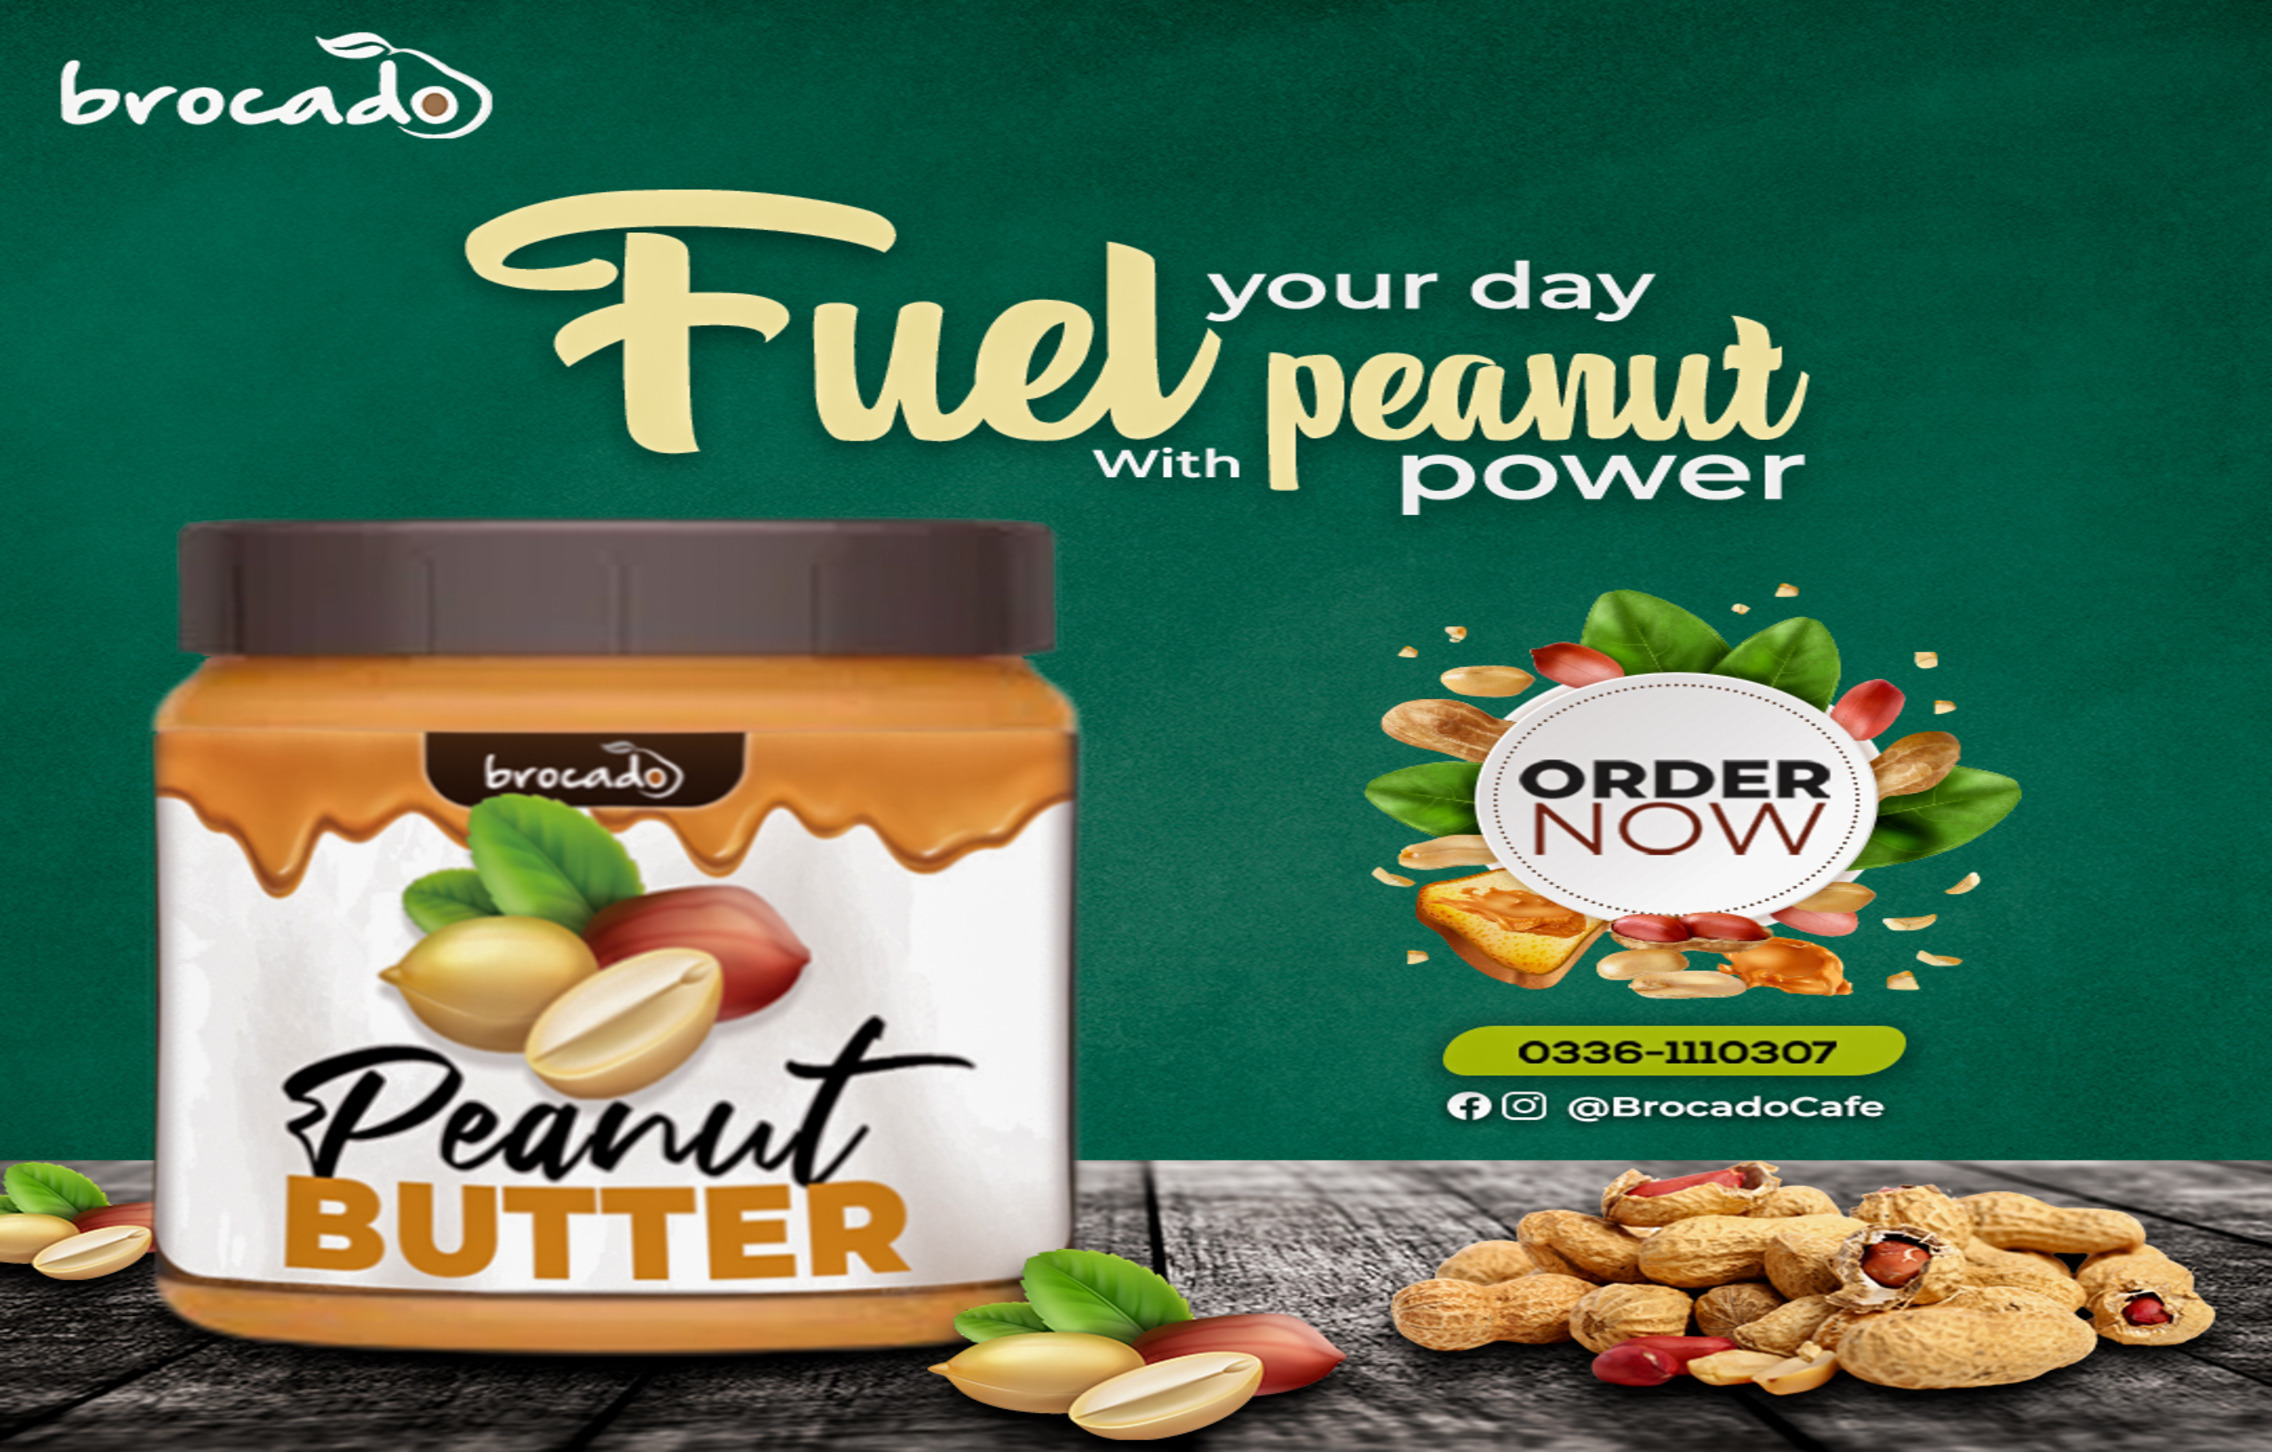 brocado
Fuel your day
With peanut
power
brocado
Peanut
BUTTER
ORDER
NOW
0336-1110307
@BrocadoCafe